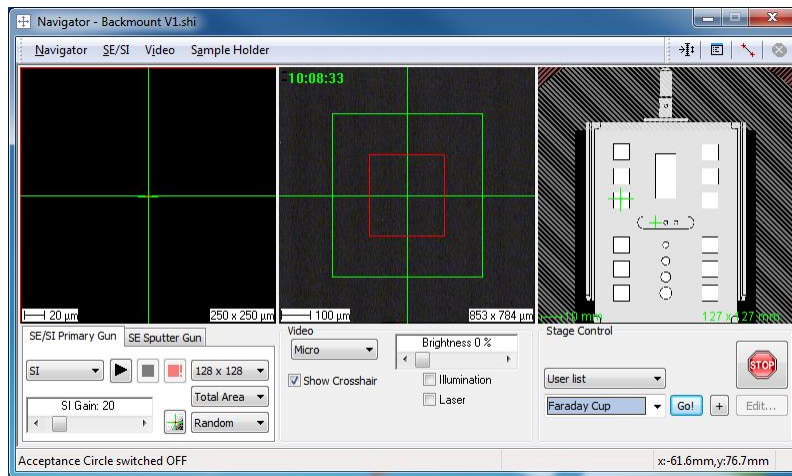 Navigator - Backmount V1.shi
Navigator SE/SI Video Sample Holder
10:08:33
20 µm
250 x 250 µm
100 µm
853 x 784 µm
10 mm
127 x 127 mm
SE/SI Primary Gun
SE Sputter Gun
SI
128 x 128
Total Area
SI Gain: 20
Random
Video
Micro
Brightness 0 %
Show Crosshair
Illumination
Laser
Stage Control
User list
STOP
Faraday Cup
Go!
+
Edit...
Acceptance Circle switched OFF
x:-61.6mm,y:76.7mm